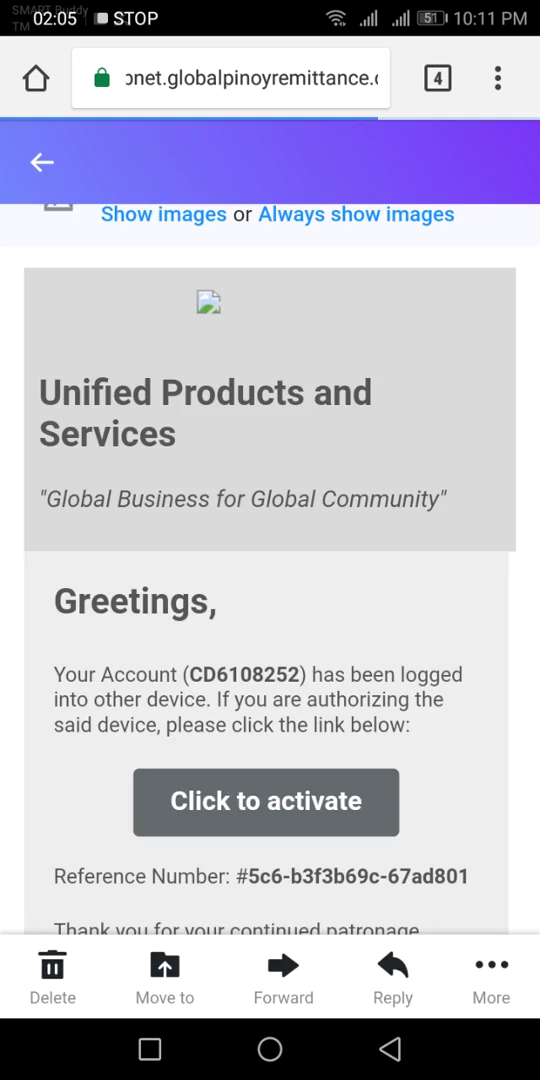 SMART Buddy
TM
02:05 STOP 51 10:11 PM
onet.globalpinoyremittance.c
4
Show images or Always show images
Unified Products and
Services
"Global Business for Global Community"
Greetings,
Your Account (CD6108252) has been logged
into other device. If you are authorizing the
said device, please click the link below:
Click to activate
Reference Number: #5c6-b3f3b69c-67ad801
Thank you for your continued patronage
Delete Move to Forward Reply More